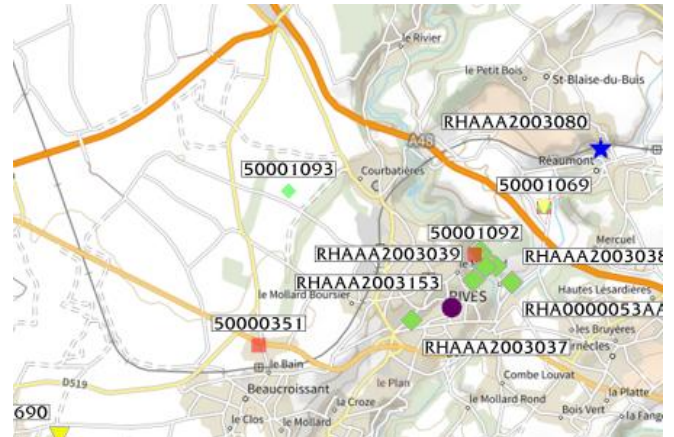 le Rivier
le Petit Bois
St-Blaise-du-Buis
RHAAA2003080
A48
Réaumont
50001093
Courbatières
50001069
50001092
Mercuel
RHAAA2003039
RHAAA2003038
RHAAA2003153
Hautes Lésardières
le Mollard Boursier
RIVES
RHA0000053AA
50000351
les Bruyères
RHAAA2003037
rnècles
le Bain
Combe Louvat
D519
le Plan
Beaucroissant
la Platte
690
la Croze
le Mollard Rond
Bois Vert
la Fange
le Clos
le Mollard